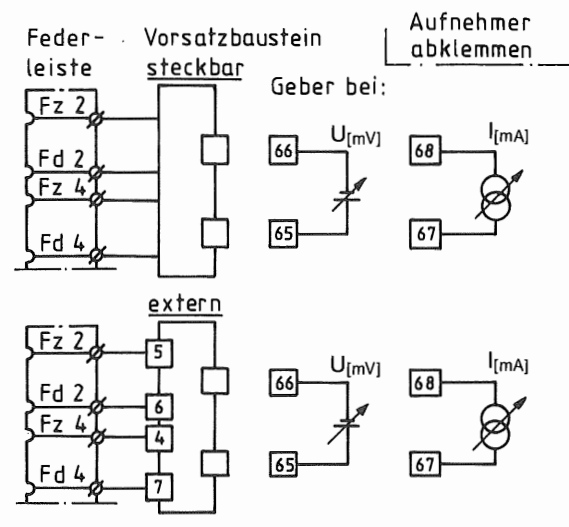 Feder-
leiste
Vorsatzbaustein
steckbar
Aufnehmer
abklemmen
Geber bei:
Fz 2
Fd 2
Fz 4
Fd 4
66
U[mV]
65
68
I[mA]
67
extern
Fz 2
Fd 2
Fz 4
Fd 4
5
6
4
7
66
U[mV]
65
68
I[mA]
67